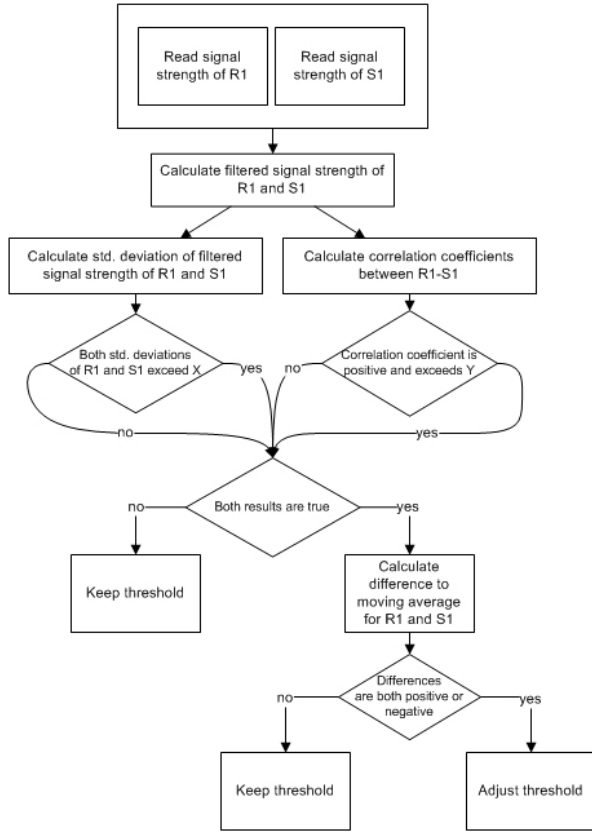 Read signal
strength of R1
Read signal
strength of S1
Calculate filtered signal strength of
R1 and S1
Calculate std. deviation of filtered
signal strength of R1 and S1
Calculate correlation coefficients
between R1-S1
Both std. deviations
of R1 and S1 exceed X
yes
no
Correlation coefficient is
positive and exceeds Y
no
yes
Both results are true
no
yes
Keep threshold
Calculate
difference to
moving average
for R1 and S1
Differences
are both positive or
negative
no
yes
Keep threshold
Adjust threshold